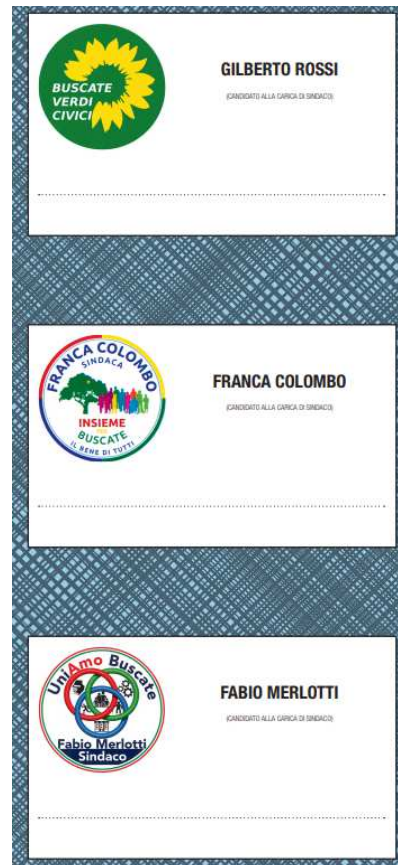 BUSCATE
VERDI
CIVICI
GILBERTO ROSSI
(CANDIDATO ALLA CARICA DI SINDACO)
FRANCA COLOMBO
SINDACA
INSIEME
PER
BUSCATE
IL BENE DI TUTTI
FRANCA COLOMBO
(CANDIDATO ALLA CARICA DI SINDACO)
UniAmo Buscate
Fabio Merlotti
Sindaco
FABIO MERLOTTI
(CANDIDATO ALLA CARICA DI SINDACO)